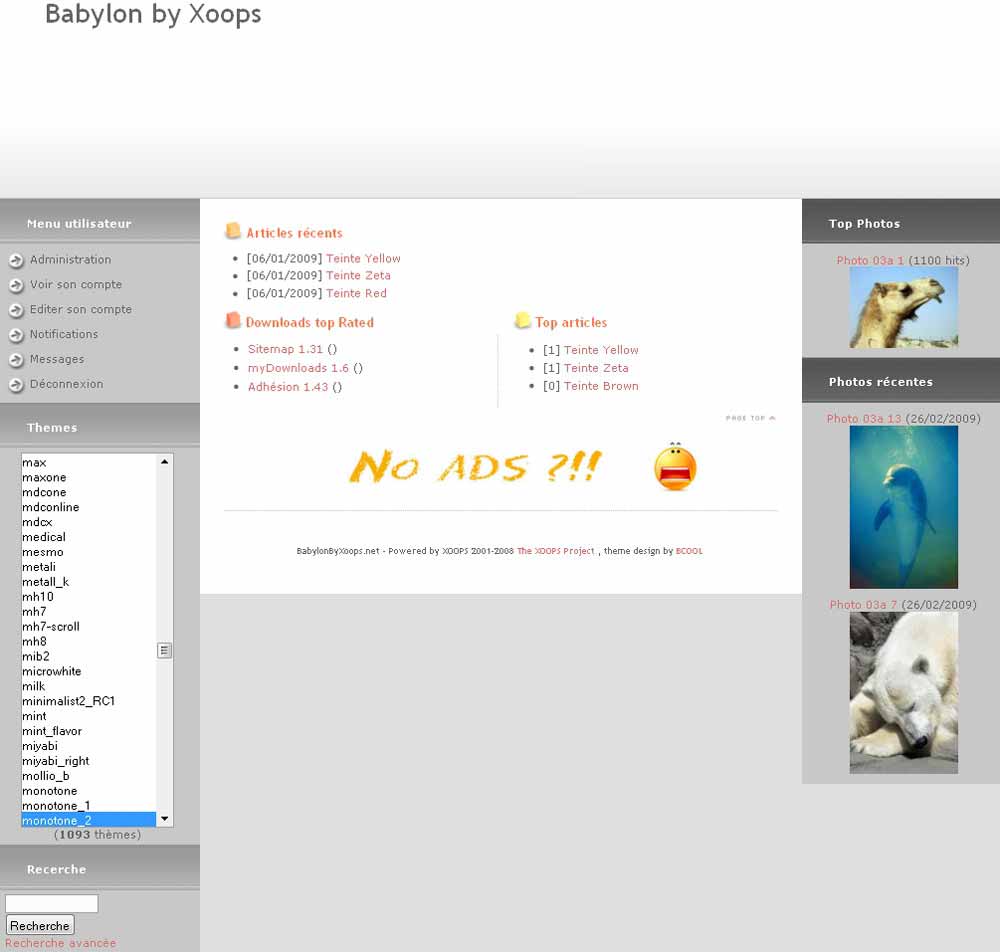 Babylon by Xoops
Menu utilisateur
Administration
Voir son compte
Editer son compte
Notifications
Messages
Déconnexion
Themes
max
maxone
mdcone
mdconline
mdcx
medical
mesmo
metali
metall_k
mh10
mh7
mh7-scroll
mh8
mib2
microwhite
milk
minimalist2_RC1
mint
mint_flavor
miyabi
miyabi_right
mollio_b
monotone
monotone_1
monotone_2
(1093 thèmes)
Recerche
Recherche
Recherche avancée
Articles récents
[06/01/2009] Teinte Yellow
[06/01/2009] Teinte Zeta
[06/01/2009] Teinte Red
Downloads top Rated
Sitemap 1.31 ()
myDownloads 1.6 ()
Adhésion 1.43 ()
Top articles
[1] Teinte Yellow
[1] Teinte Zeta
[0] Teinte Brown
PAGE TOP
No ADS ?!!
BabylonByXoops.net - Powered by XOOPS 2001-2008 The XOOPS Project , theme design by BCOOL
Top Photos
Photo 03a 1 (1100 hits)
Photos récentes
Photo 03a 13 (26/02/2009)
Photo 03a 7 (26/02/2009)